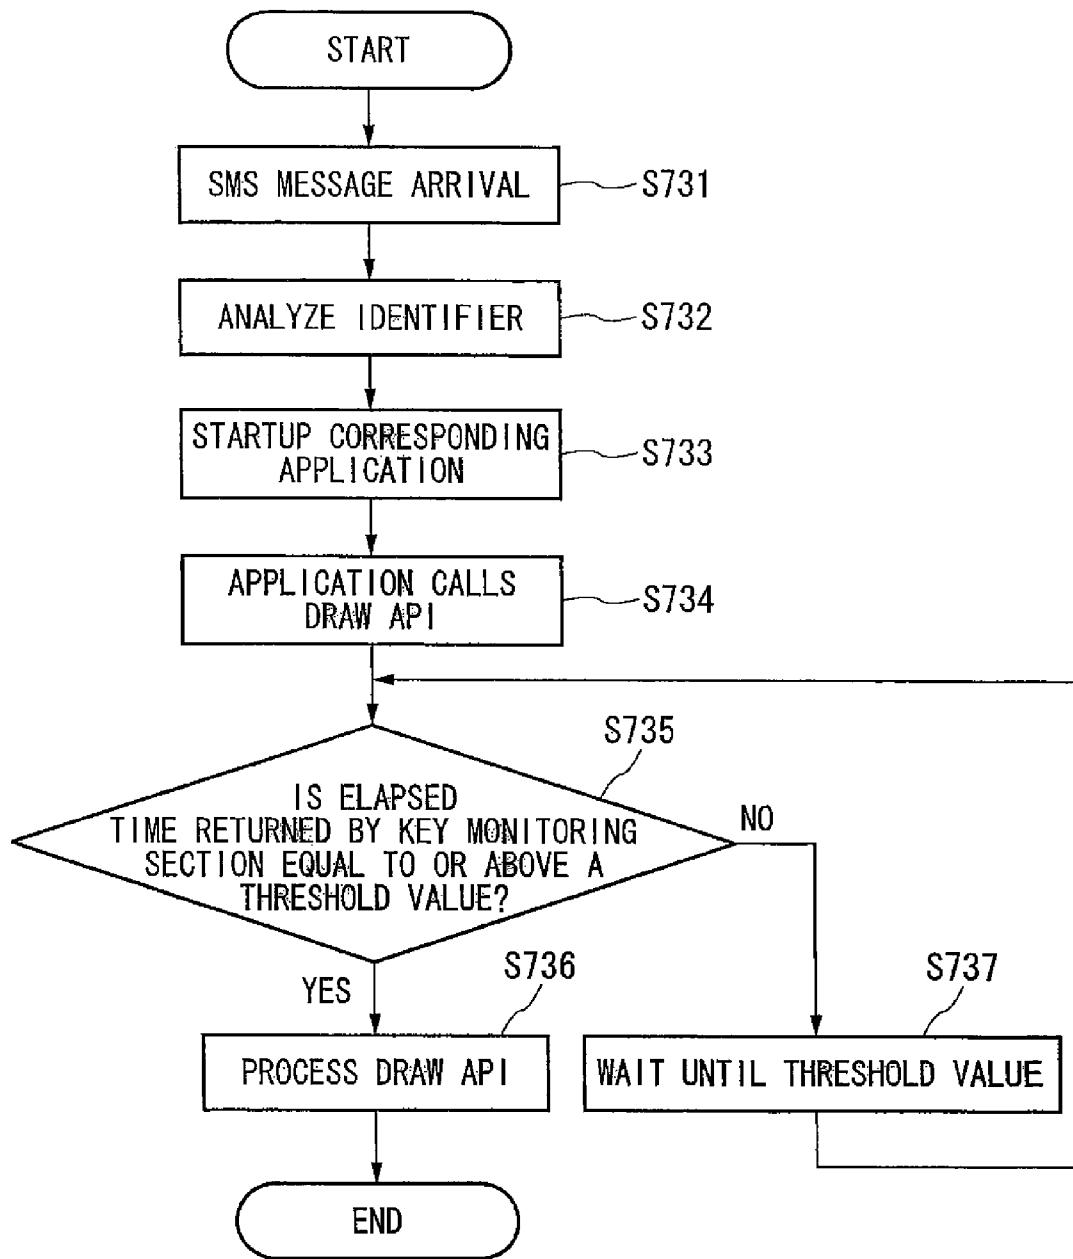 START
SMS MESSAGE ARRIVAL
S731
ANALYZE IDENTIFIER
S732
STARTUP CORRESPONDING
APPLICATION
S733
APPLICATION CALLS
DRAW API
S734
S735
IS ELAPSED
TIME RETURNED BY KEY MONITORING
SECTION EQUAL TO OR ABOVE A
THRESHOLD VALUE?
NO
YES
S736
S737
PROCESS DRAW API
WAIT UNTIL THRESHOLD VALUE
END